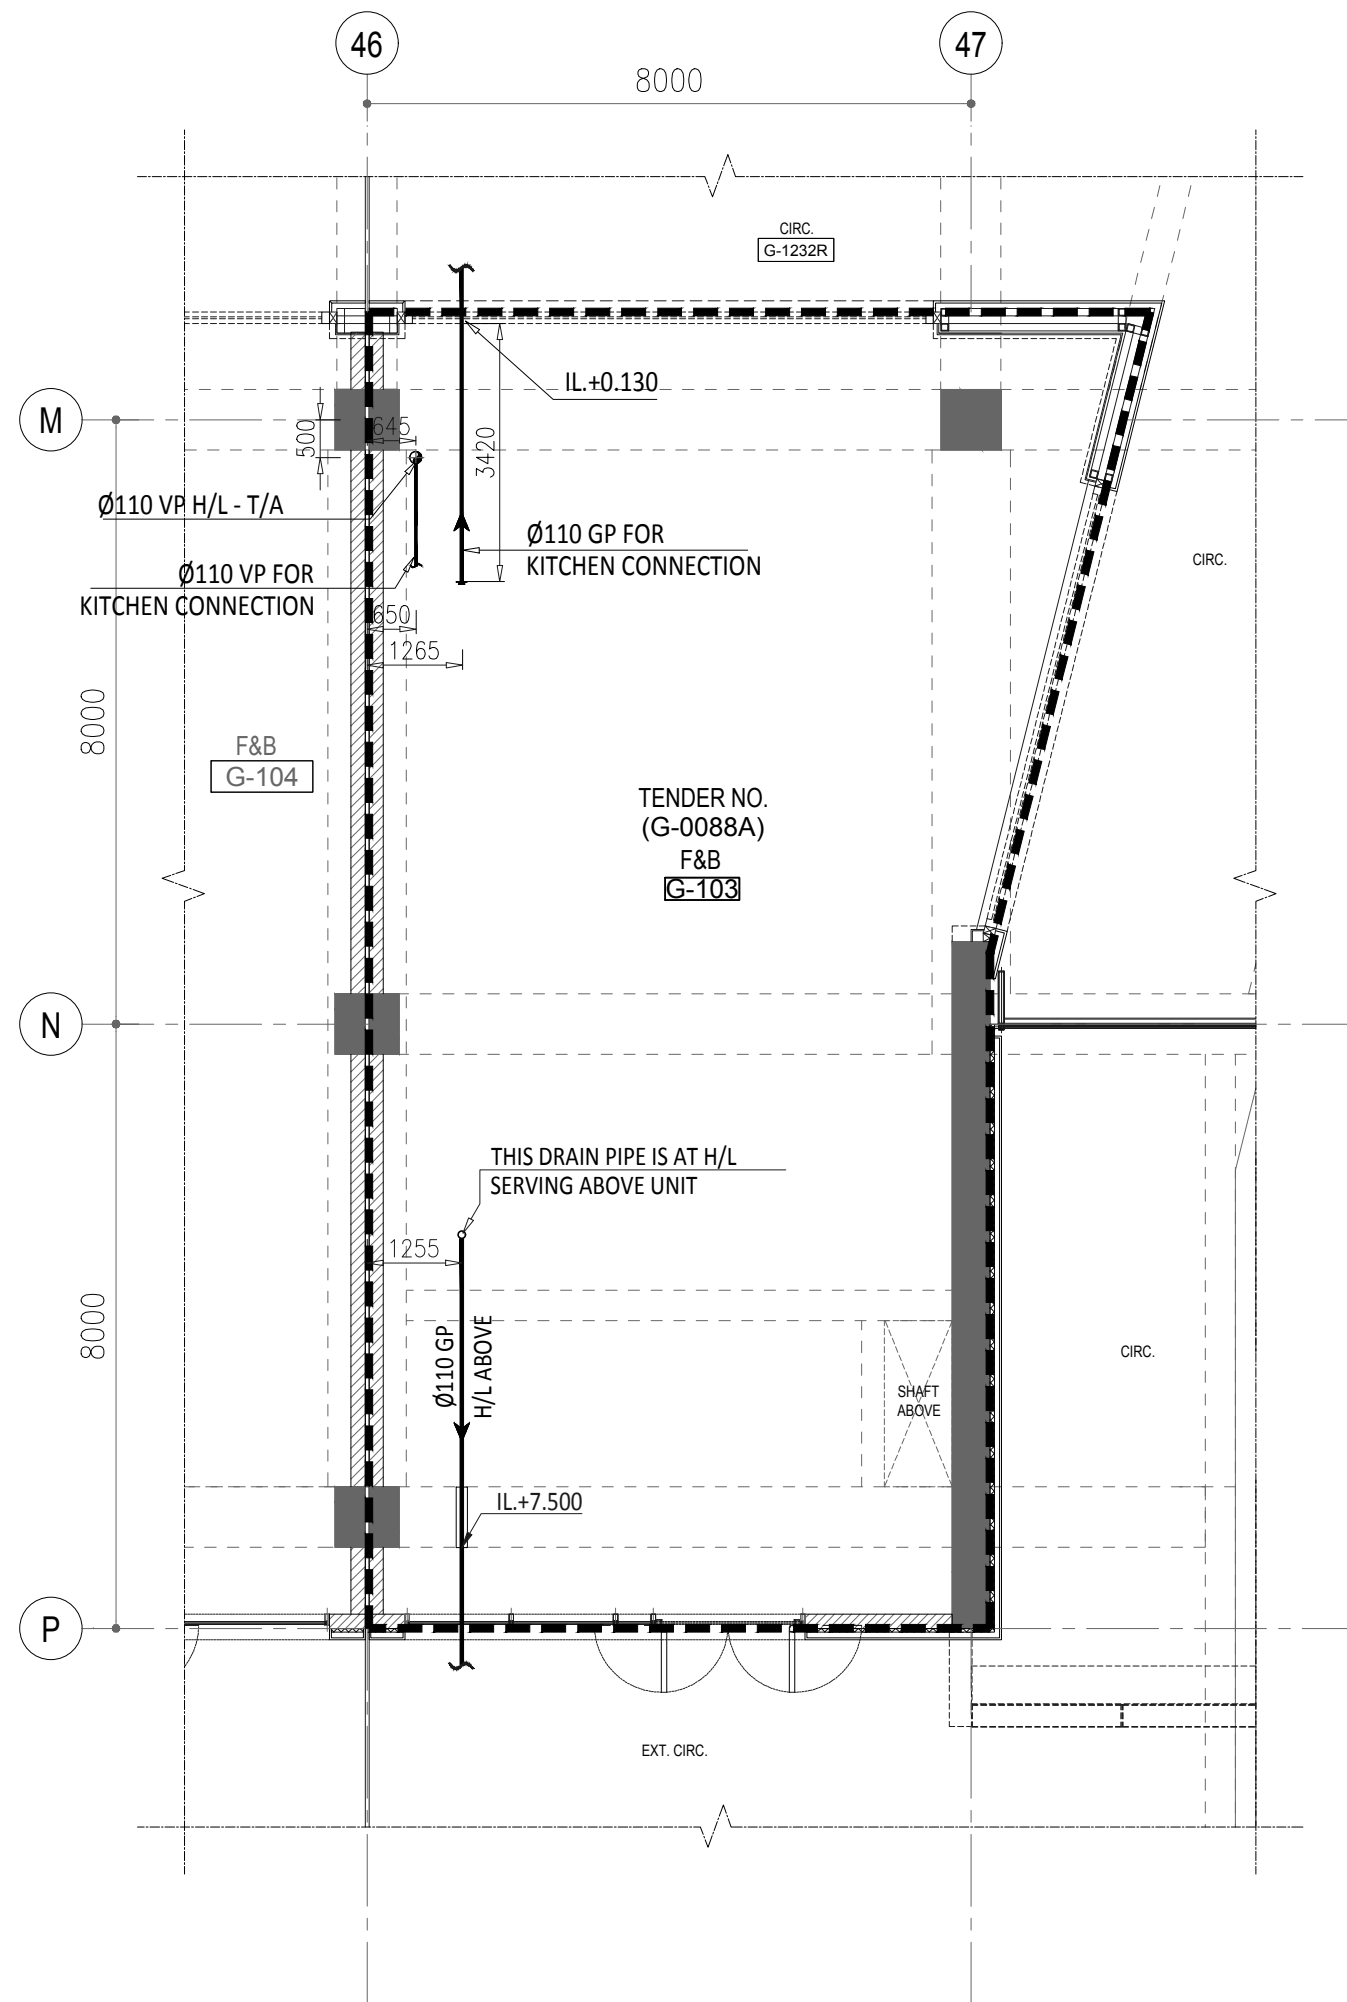 46
47
8000
CIRC.
G-1232R
IL.+0.130
M
500
645
3420
Ø110 VP H/L - T/A
Ø110 GP FOR
KITCHEN CONNECTION
Ø110 VP FOR
KITCHEN CONNECTION
CIRC.
650
1265
8000
F&B
G-104
TENDER NO.
(G-0088A)
F&B
G-103
N
THIS DRAIN PIPE IS AT H/L
SERVING ABOVE UNIT
1255
8000
Ø110 GP
H/L ABOVE
CIRC.
SHAFT
ABOVE
IL.+7.500
P
EXT. CIRC.